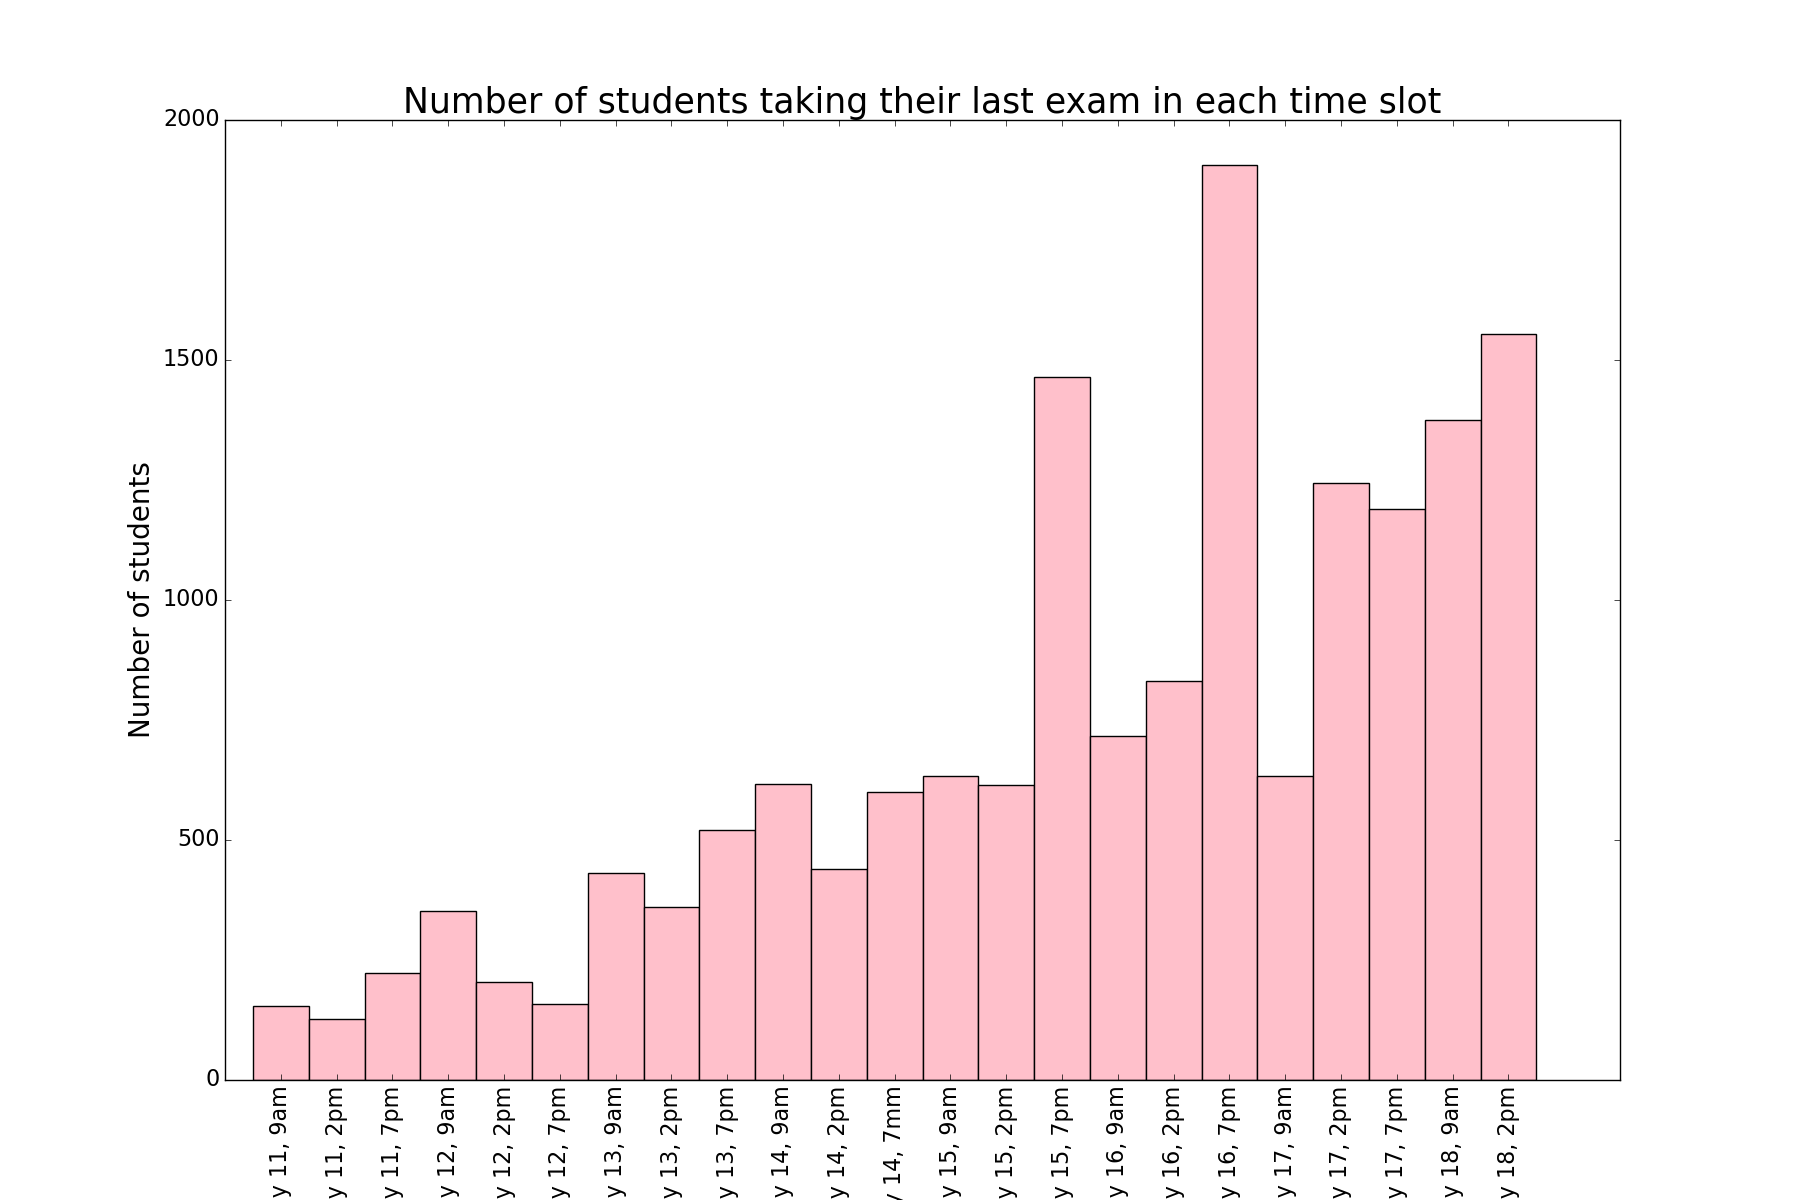 Number of students taking their last exam in each time slot
2000
1500
1000
500
0
Number of students
y 11, 9am
y 11, 2pm
y 11, 7pm
y 12, 9am
y 12, 2pm
y 12, 7pm
y 13, 9am
y 13, 2pm
y 13, 7pm
y 14, 9am
y 14, 2pm
y 14, 7mm
y 15, 9am
y 15, 2pm
y 15, 7pm
y 16, 9am
y 16, 2pm
y 16, 7pm
y 17, 9am
y 17, 2pm
y 17, 7pm
y 18, 9am
y 18, 2pm